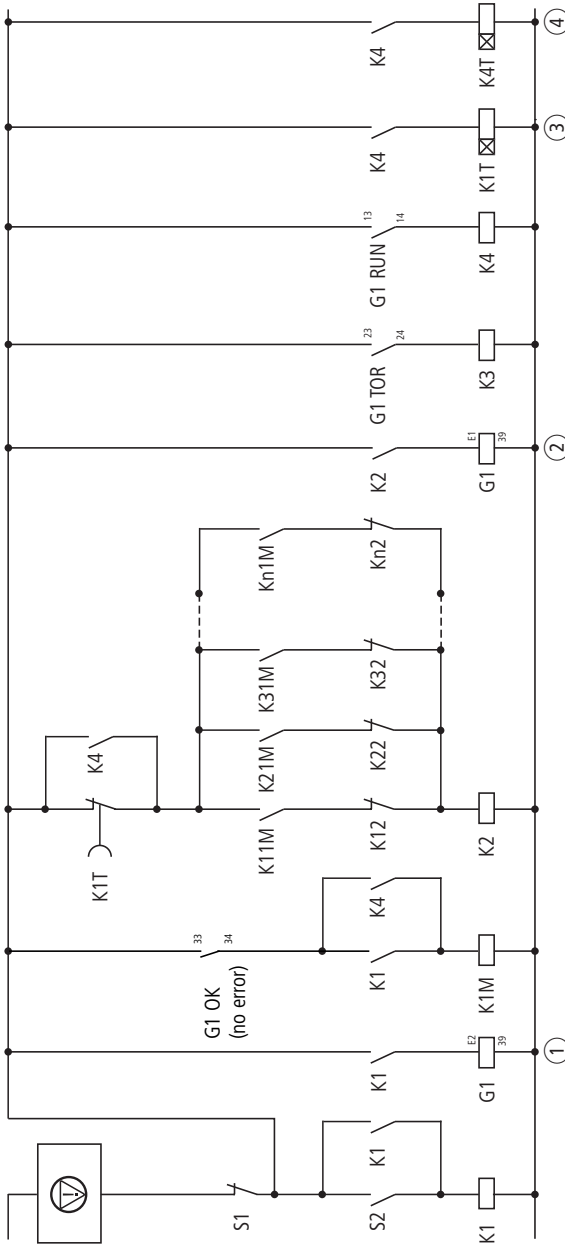 !
K1T
K4
33
G1 OK
(no error)
34
S1
K11M
K21M
K31M
Kn1M
S2
K1
K1
K1
K4
K12
K22
K32
Kn2
K2
23
G1 TOR
24
13
G1 RUN
14
K4
K4
K1
E2
G1
39
K1M
K2
E1
G1
39
K3
K4
K1T
K4T
1
2
3
4